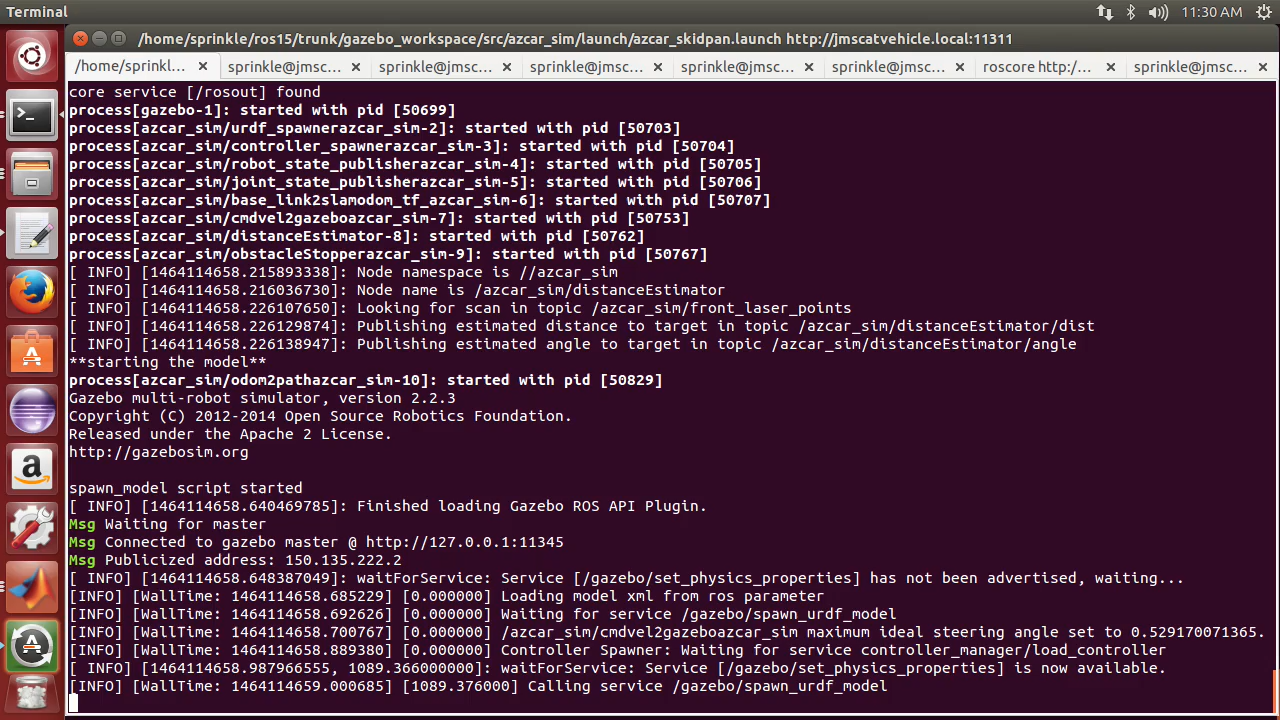 Terminal
11:30 AM
/home/sprinkle/ros15/trunk/gazebo_workspace/src/azcar_sim/launch/azcar_skidpan.launch http://jmscatvehicle.local:11311
/home/sprinkl... sprinkle@jmsc... sprinkle@jmsc... sprinkle@jmsc... sprinkle@jmsc... sprinkle@jmsc... roscore http:/... sprinkle@jmsc...
core service [/rosout] found
process[gazebo-1]: started with pid [50699]
process[azcar_sim/urdf_spawnerazcar_sim-2]: started with pid [50703]
process[azcar_sim/controller_spawnerazcar_sim-3]: started with pid [50704]
process[azcar_sim/robot_state_publisherazcar_sim-4]: started with pid [50705]
process[azcar_sim/joint_state_publisherazcar_sim-5]: started with pid [50706]
process[azcar_sim/base_link2slamodom_tf_azcar_sim-6]: started with pid [50707]
process[azcar_sim/cmdvel2gazeboazcar_sim-7]: started with pid [50753]
process[azcar_sim/distanceEstimator-8]: started with pid [50762]
process[azcar_sim/obstacleStopperazcar_sim-9]: started with pid [50767]
[ INFO] [1464114658.215893338]: Node namespace is //azcar_sim
[ INFO] [1464114658.216036730]: Node name is /azcar_sim/distanceEstimator
[ INFO] [1464114658.226107650]: Looking for scan in topic /azcar_sim/front_laser_points
[ INFO] [1464114658.226129874]: Publishing estimated distance to target in topic /azcar_sim/distanceEstimator/dist
[ INFO] [1464114658.226138947]: Publishing estimated angle to target in topic /azcar_sim/distanceEstimator/angle
**starting the model**
process[azcar_sim/odom2pathazcar_sim-10]: started with pid [50829]
Gazebo multi-robot simulator, version 2.2.3
Copyright (C) 2012-2014 Open Source Robotics Foundation.
Released under the Apache 2 License.
http://gazebosim.org
spawn_model script started
[ INFO] [1464114658.640469785]: Finished loading Gazebo ROS API Plugin.
Msg Waiting for master
Msg Connected to gazebo master @ http://127.0.0.1:11345
Msg Publicized address: 150.135.222.2
[ INFO] [1464114658.648387049]: waitForService: Service [/gazebo/set_physics_properties] has not been advertised, waiting...
[INFO] [WallTime: 1464114658.685229] [0.000000] Loading model xml from ros parameter
[INFO] [WallTime: 1464114658.692626] [0.000000] Waiting for service /gazebo/spawn_urdf_model
[INFO] [WallTime: 1464114658.700767] [0.000000] /azcar_sim/cmdvel2gazeboazcar_sim maximum ideal steering angle set to 0.529170071365.
[INFO] [WallTime: 1464114658.889380] [0.000000] Controller Spawner: Waiting for service controller_manager/load_controller
[ INFO] [1464114658.987966555, 1089.366000000]: waitForService: Service [/gazebo/set_physics_properties] is now available.
[INFO] [WallTime: 1464114659.000685] [1089.376000] Calling service /gazebo/spawn_urdf_model